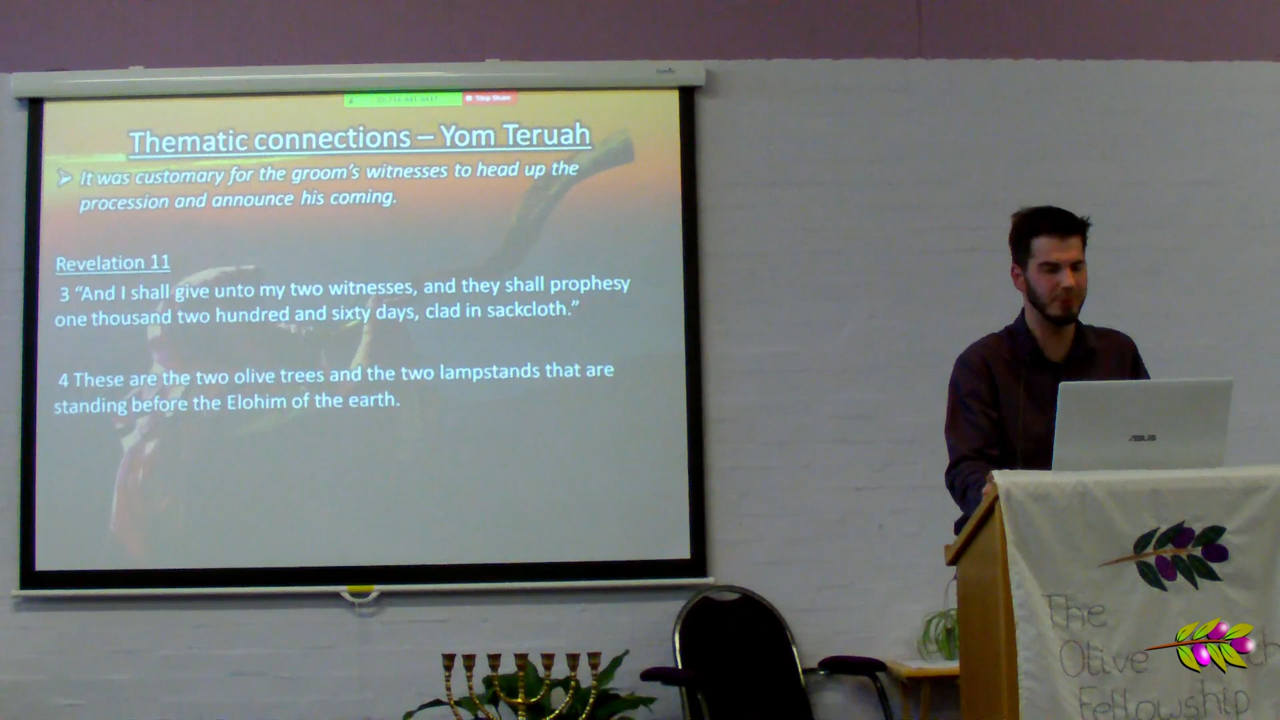 Stop Share
Thematic connections – Yom Teruah
It was customary for the groom's witnesses to head up the
procession and announce his coming.
Revelation 11
3 “And I shall give unto my two witnesses, and they shall prophesy
one thousand two hundred and sixty days, clad in sackcloth.”
4 These are the two olive trees and the two lampstands that are
standing before the Elohim of the earth.
ASUS
The
Olive
Fellowship